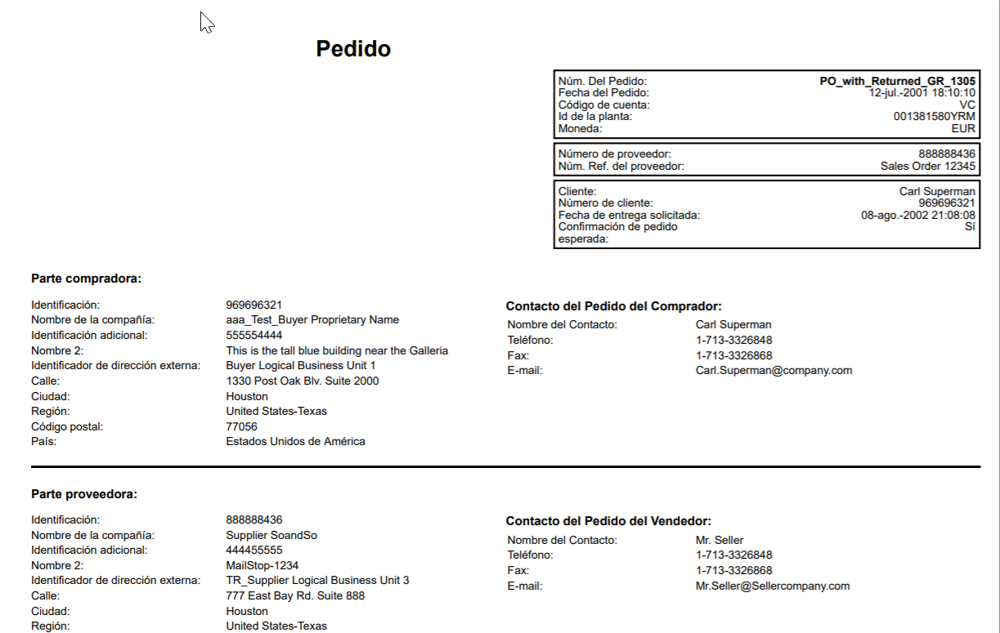 Pedido
Núm. Del Pedido: PO_with_Returned_GR_1305
Fecha del Pedido: 12-jul.-2001 18:10:10
Código de cuenta: VC
Id de la planta: 001381580YRM
Moneda: EUR
Número de proveedor: 888888436
Núm. Ref. del proveedor: Sales Order 12345
Cliente: Carl Superman
Número de cliente: 969696321
Fecha de entrega solicitada: 08-ago.-2002 21:08:08
Confirmación de pedido Sí
esperada:
Parte compradora:
Identificación: 969696321
Nombre de la compañía: aaa_Test_Buyer Proprietary Name
Identificación adicional: 555554444
Nombre 2: This is the tall blue building near the Galleria
Identificador de dirección externa: Buyer Logical Business Unit 1
Calle: 1330 Post Oak Blv. Suite 2000
Ciudad: Houston
Región: United States-Texas
Código postal: 77056
País: Estados Unidos de América
Contacto del Pedido del Comprador:
Nombre del Contacto: Carl Superman
Teléfono: 1-713-3326848
Fax: 1-713-3326868
E-mail: Carl.Superman@company.com
Parte proveedora:
Identificación: 888888436
Nombre de la compañía: Supplier SoandSo
Identificación adicional: 444455555
Nombre 2: MailStop-1234
Identificador de dirección externa: TR_Supplier Logical Business Unit 3
Calle: 777 East Bay Rd. Suite 888
Ciudad: Houston
Región: United States-Texas
Contacto del Pedido del Vendedor:
Nombre del Contacto: Mr. Seller
Teléfono: 1-713-3326848
Fax: 1-713-3326868
E-mail: Mr.Seller@Sellercompany.com